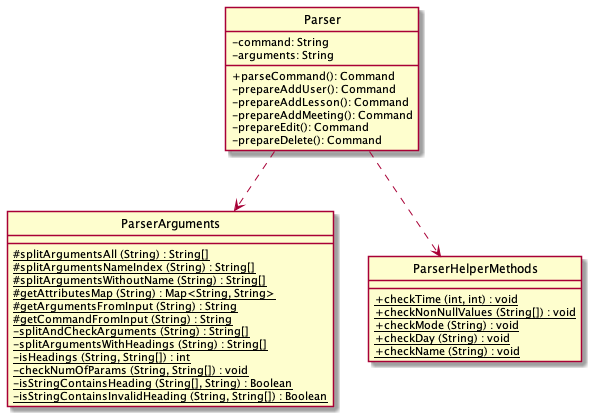 Parser
-command: String
-arguments: String
+parseCommand(): Command
-prepareAddUser(): Command
-prepareAddLesson(): Command
-prepareAddMeeting(): Command
-prepareEdit(): Command
-prepareDelete(): Command
ParserArguments
#splitArgumentsAll (String) : String[]
#splitArgumentsNameIndex (String) : String[]
#splitArgumentsWithoutName (String) : String[]
#getAttributesMap (String) : Map<String, String>
#getArgumentsFromInput (String) : String
#getCommandFromInput (String) : String
-splitAndCheckArguments (String) : String[]
-splitArgumentsWithHeadings (String) : String[]
-isHeadings (String, String[]) : int
-checkNumOfParams (String, String[]) : void
-isStringContainsHeading (String[], String) : Boolean
-isStringContainsInvalidHeading (String, String[]) : Boolean
ParserHelperMethods
+checkTime (int, int) : void
+checkNonNullValues (String[]) : void
+checkMode (String) : void
+checkDay (String) : void
+checkName (String) : void